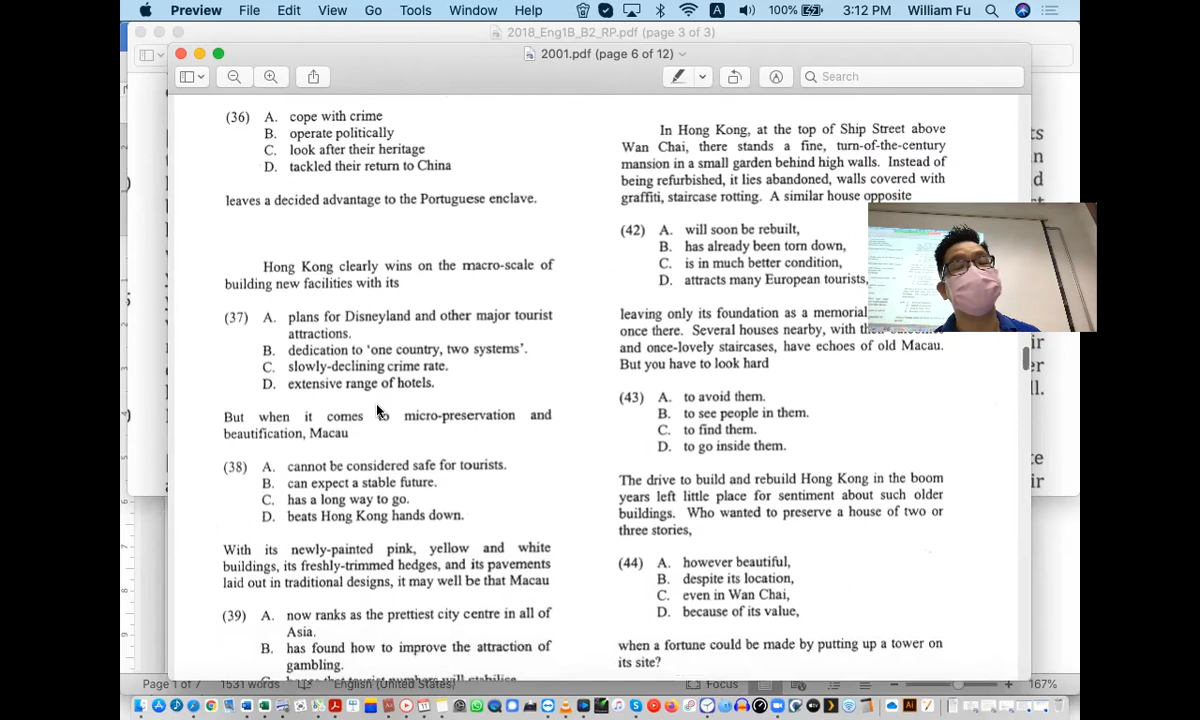 Preview File Edit View Go Tools Window Help 100% 3:12 PM William Fu
2018_Eng1B_B2_RP.pdf (page 3 of 3)
2001.pdf (page 6 of 12)
Search
(36) A. cope with crime
B. operate politically
C. look after their heritage
D. tackled their return to China
leaves a decided advantage to the Portuguese enclave.
Hong Kong clearly wins on the macro-scale of
building new facilities with its
(37) A. plans for Disneyland and other major tourist
attractions.
B. dedication to 'one country, two systems'.
C. slowly-declining crime rate.
D. extensive range of hotels.
But when it comes to micro-preservation and
beautification, Macau
(38) A. cannot be considered safe for tourists.
B. can expect a stable future.
C. has a long way to go.
D. beats Hong Kong hands down.
With its newly-painted pink, yellow and white
buildings, its freshly-trimmed hedges, and its pavements
laid out in traditional designs, it may well be that Macau
(39) A. now ranks as the prettiest city centre in all of
Asia.
B. has found how to improve the attraction of
gambling.
In Hong Kong, at the top of Ship Street above
Wan Chai, there stands a fine, turn-of-the-century
mansion in a small garden behind high walls. Instead of
being refurbished, it lies abandoned, walls covered with
graffiti, staircase rotting. A similar house opposite
(42) A. will soon be rebuilt,
B. has already been torn down,
C. is in much better condition,
D. attracts many European tourists,
leaving only its foundation as a memorial
once there. Several houses nearby, with their
and once-lovely staircases, have echoes of old Macau.
But you have to look hard
(43) A. to avoid them.
B. to see people in them.
C. to find them.
D. to go inside them.
The drive to build and rebuild Hong Kong in the boom
years left little place for sentiment about such older
buildings. Who wanted to preserve a house of two or
three stories,
(44) A. however beautiful,
B. despite its location,
C. even in Wan Chai,
D. because of its value,
when a fortune could be made by putting up a tower on
its site?
Page 1 of 7 1531 words English (United States) Focus 167%